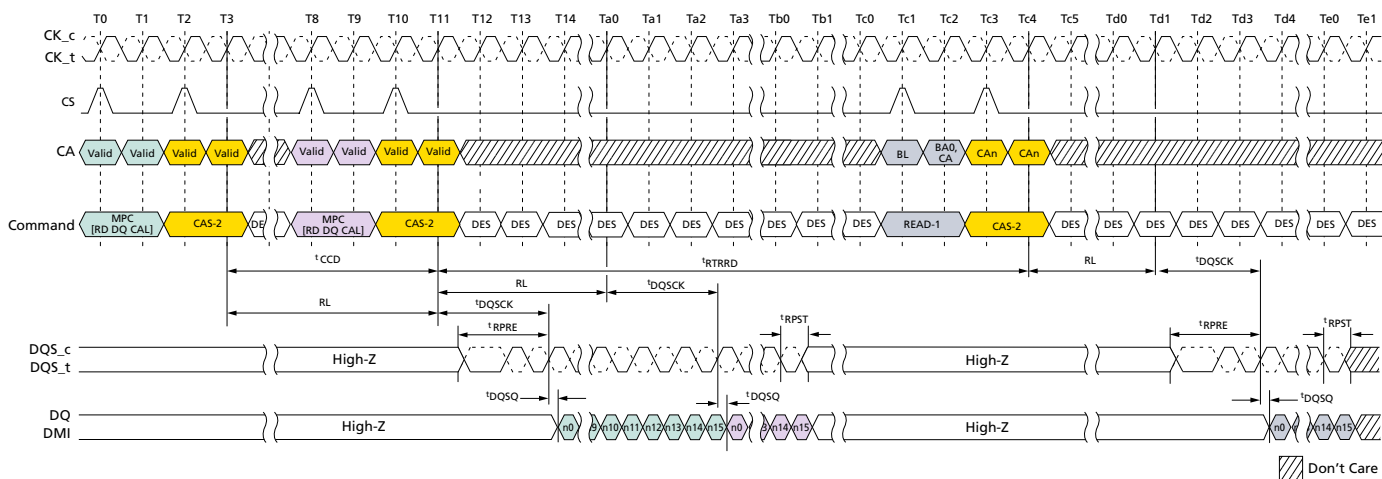 T0 T1 T2 T3 T8 T9 T10 T11 T12 T13 T14 Ta0 Ta1 Ta2 Ta3 Tb0 Tb1 Tc0 Tc1 Tc2 Tc3 Tc4 Tc5 Td0 Td1 Td2 Td3 Td4 Te0 Te1
CK_c
CK_t
CS
CA Valid Valid Valid Valid Valid Valid Valid Valid BL BA0, CA CAn CAn
Command MPC [RD DQ CAL] CAS-2 DE MPC [RD DQ CAL] CAS-2 DES DES DES DES DES DES DES DES DES DES READ-1 CAS-2 DES DES DES DES DES DES DES DES
tCCD tRTRRD RL tDQSCK
RL tDQSCK
RL tDQSCK
tRPRE tRPST tRPRE tRPST
DQS_c
DQS_t
High-Z High-Z
tDQSQ tDQSQ tDQSQ
DQ
DMI
High-Z n0 9 n10 n11 n12 n13 n14 n15 n0 3 n14 n15 High-Z n0 n14 n15
Don't Care